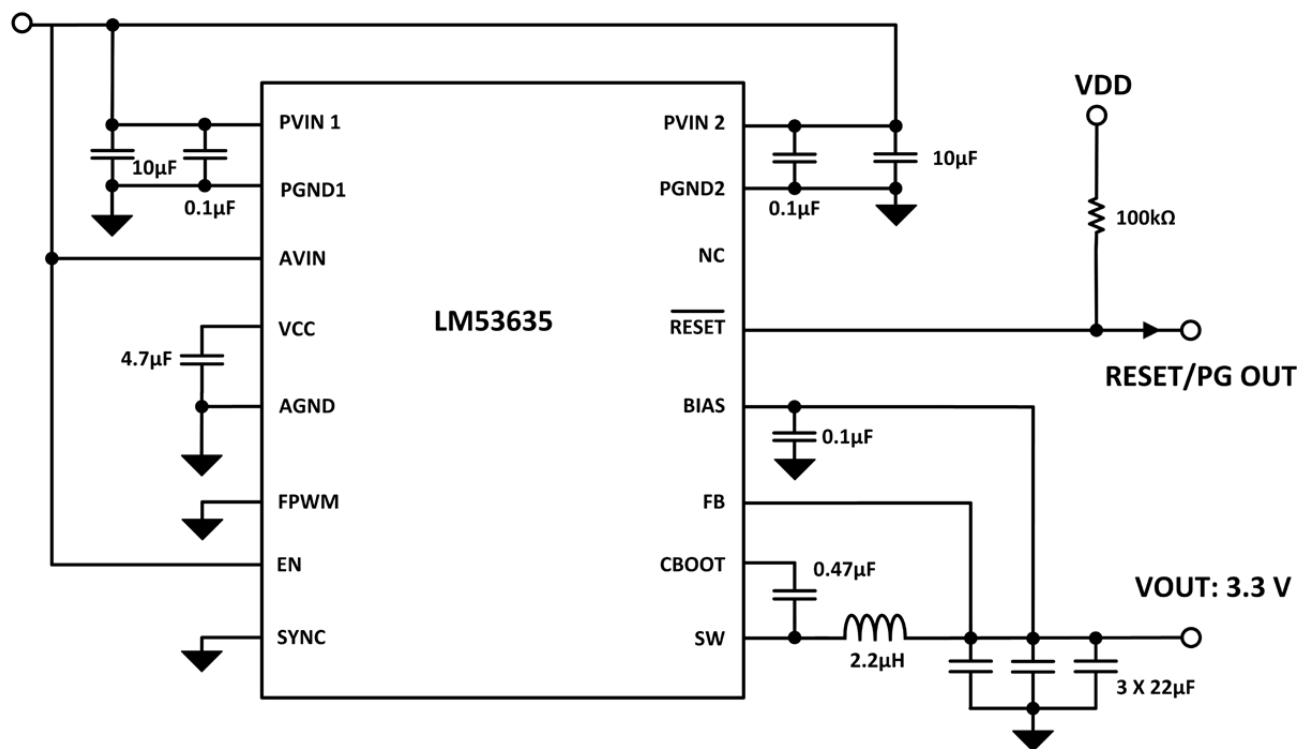 VDD
PVIN 1
PVIN 2
10µF
10µF
PGND1
PGND2
0.1µF
0.1µF
100kΩ
AVIN
NC
LM53635
VCC
RESET
4.7µF
RESET/PG OUT
AGND
BIAS
0.1µF
FPWM
FB
EN
CBOOT
0.47µF
VOUT: 3.3 V
SYNC
SW
2.2µH
3 X 22µF